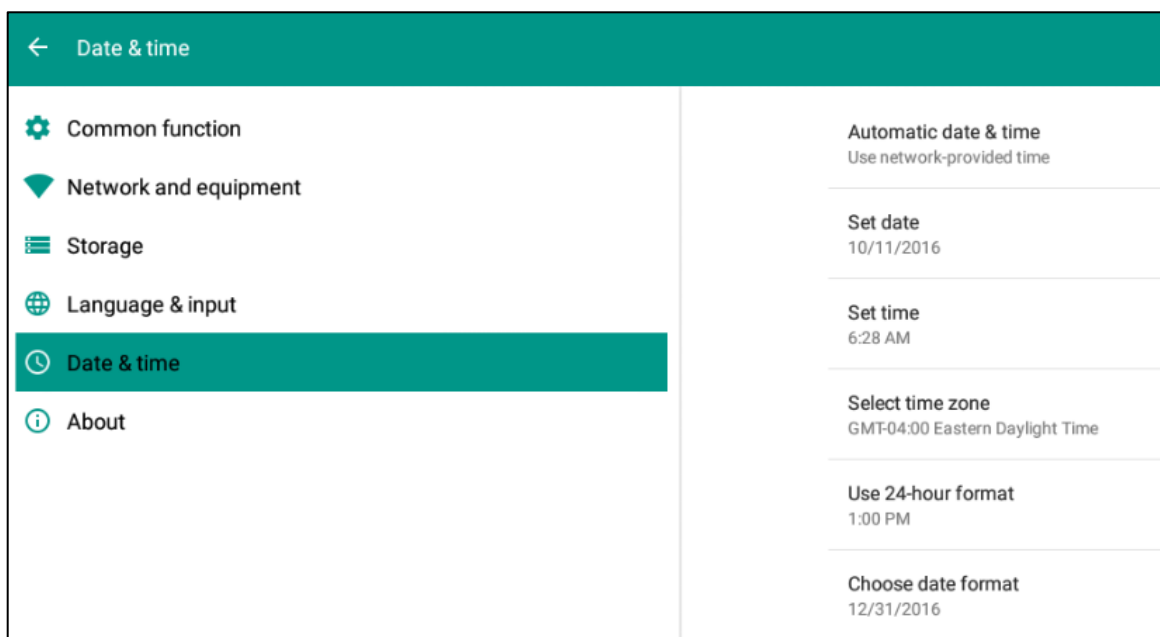 Date & time
Common function
Network and equipment
Storage
Language & input
Date & time
About
Automatic date & time
Use network-provided time
Set date
10/11/2016
Set time
6:28 AM
Select time zone
GMT-04:00 Eastern Daylight Time
Use 24-hour format
1:00 PM
Choose date format
12/31/2016